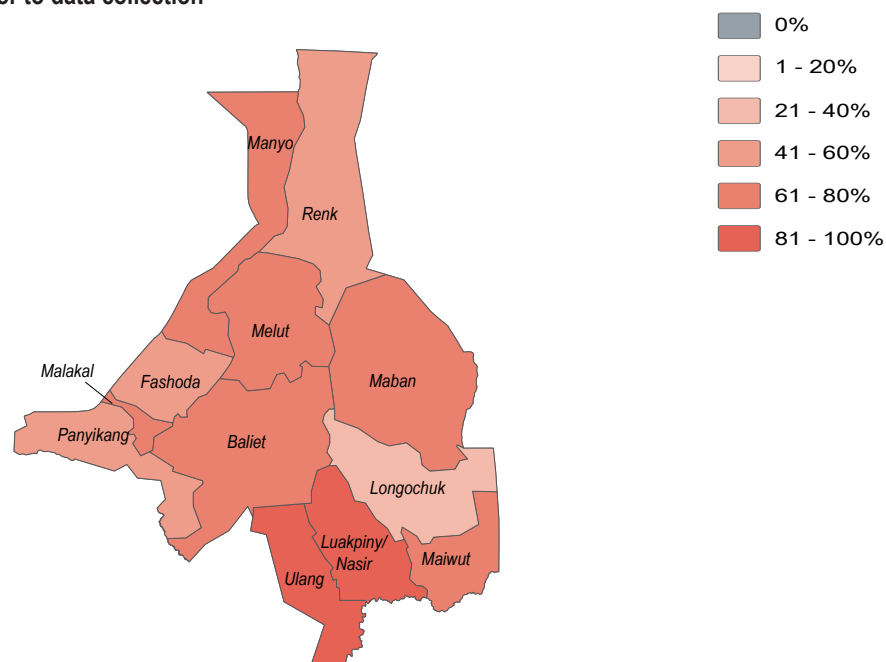 er to data collection
0%
1 - 20%
21 - 40%
41 - 60%
61 - 80%
81 - 100%
Manyo
Renk
Melut
Malakal
Fashoda
Maban
Panyikang
Baliet
Longochuk
Luakpiny/
Nasir
Maiwut
Ulang